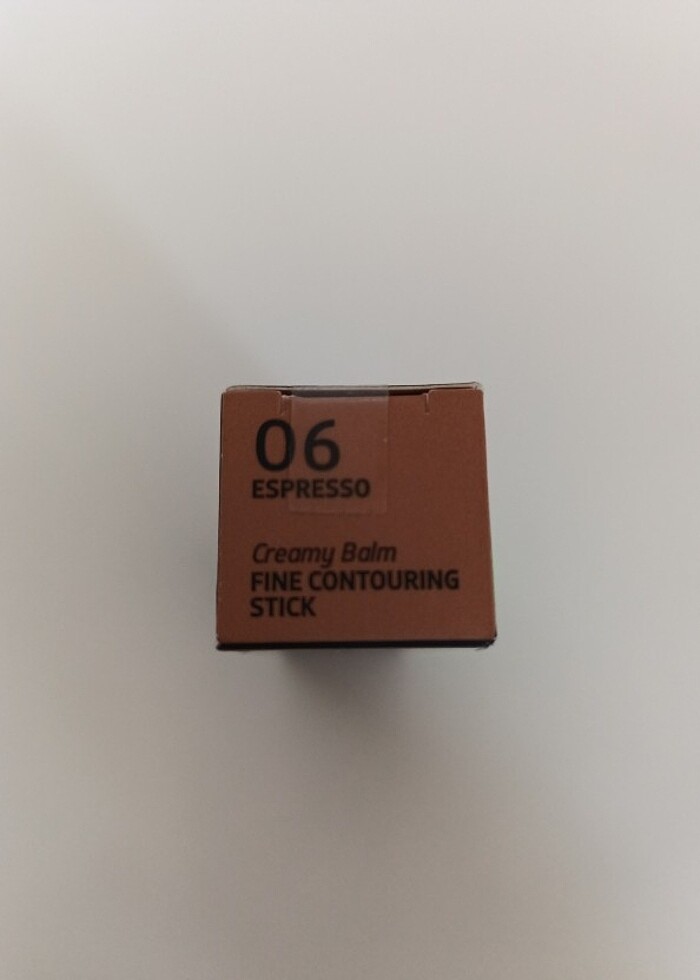 06
ESPRESSO
Creamy Balm
FINE CONTOURING
STICK